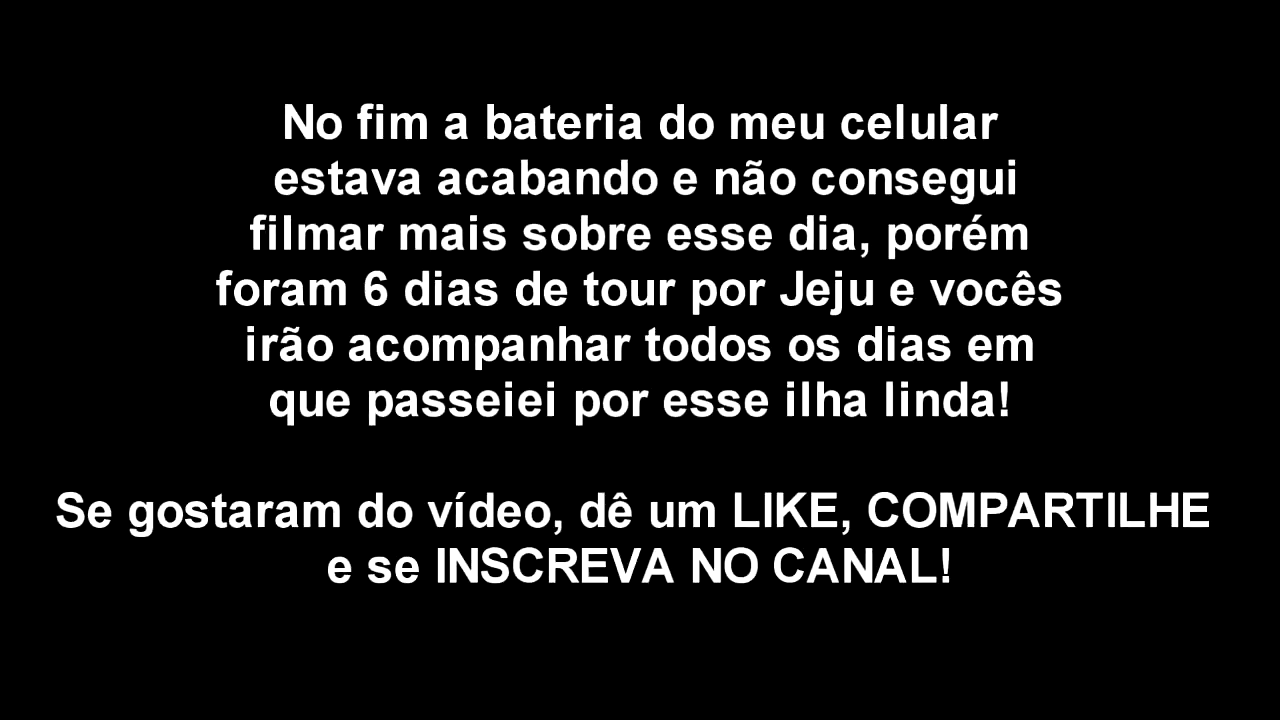 No fim a bateria do meu celular
estava acabando e não consegui
filmar mais sobre esse dia, porém
foram 6 dias de tour por Jeju e vocês
irão acompanhar todos os dias em
que passeiei por esse ilha linda!
Se gostaram do vídeo, dê um LIKE, COMPARTILHE
e se INSCREVA NO CANAL!